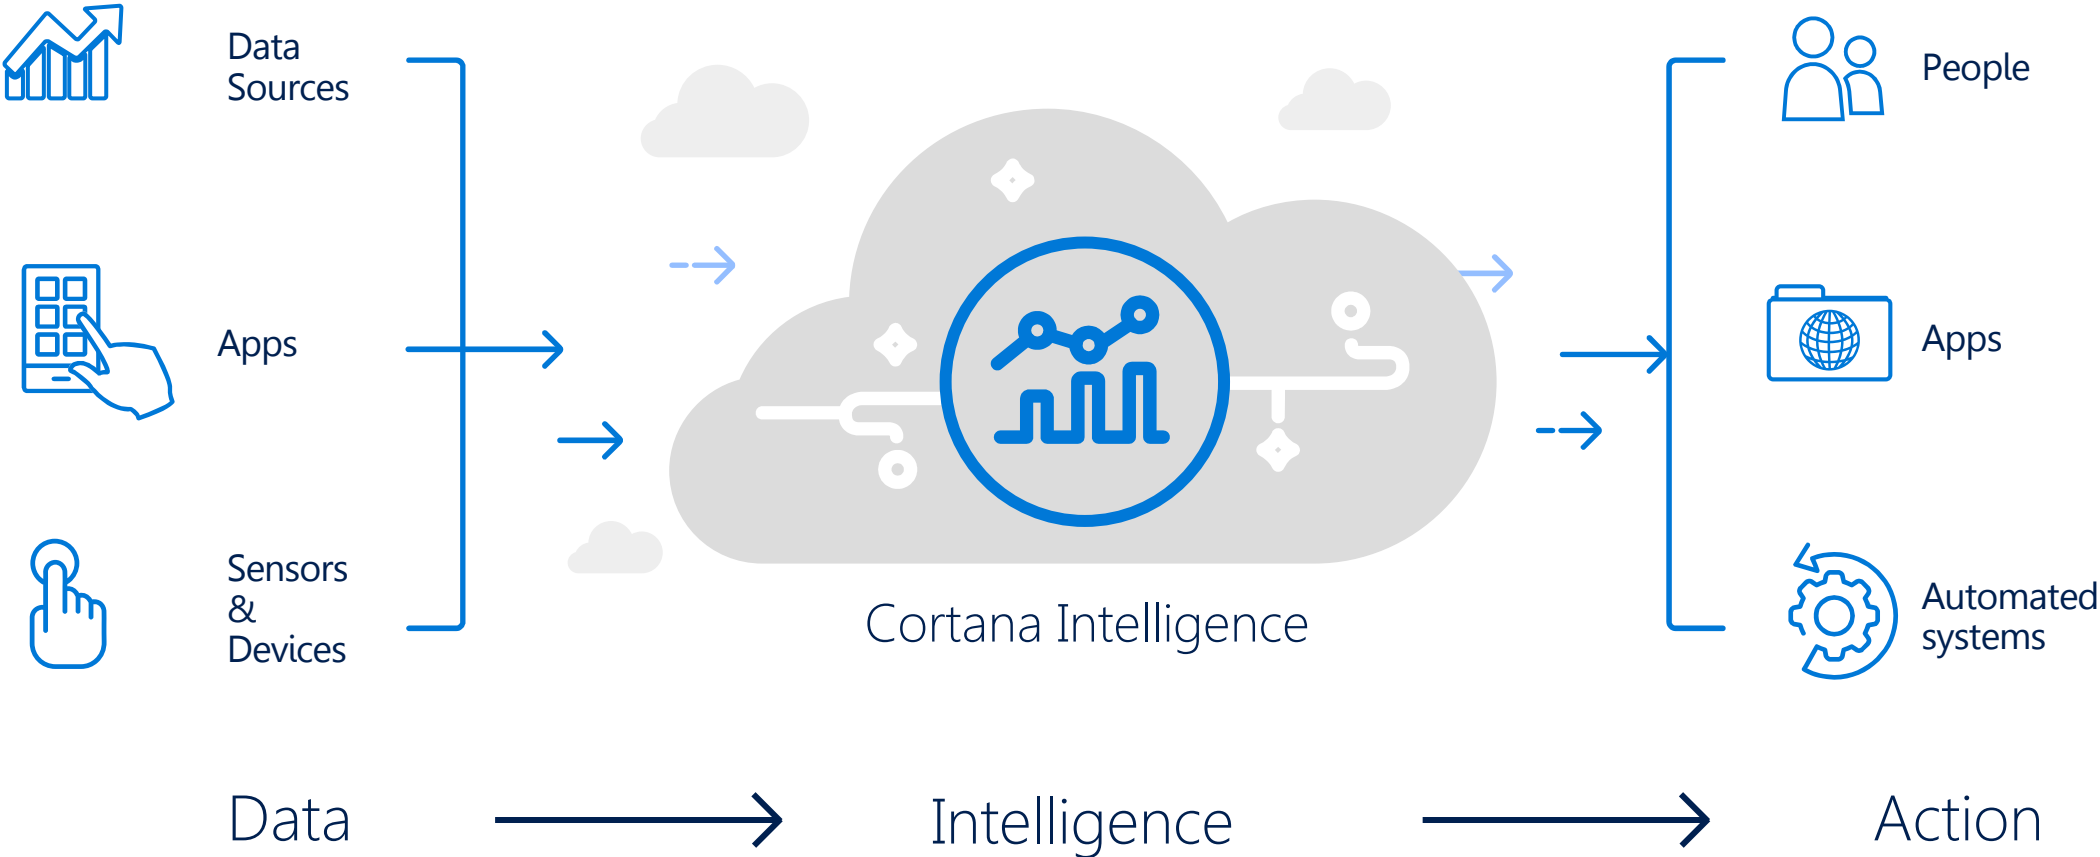 Data
Sources
Apps
Sensors
&
Devices
Cortana Intelligence
People
Apps
Automated
systems
Data
Intelligence
Action